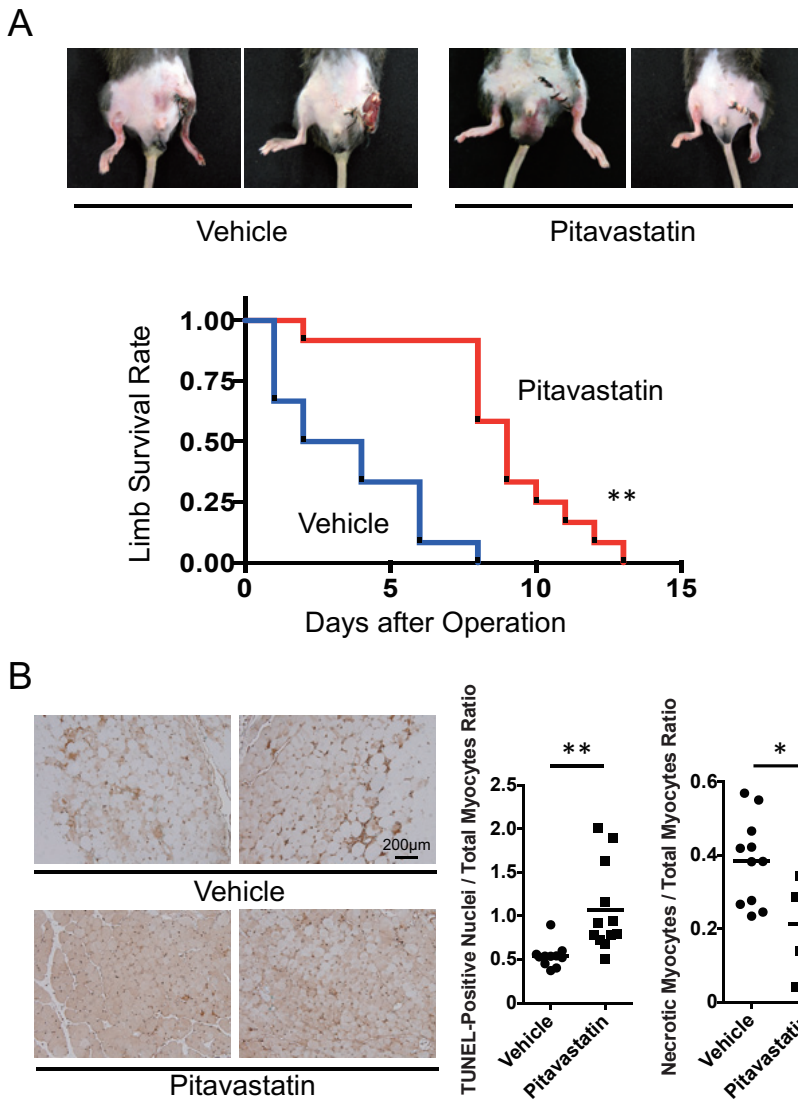 A
Vehicle
Pitavastatin
Limb Survival Rate
1.00
0.75
0.50
0.25
0.00
Pitavastatin
**
Vehicle
0
5
10
15
Days after Operation
B
200μm
Vehicle
Pitavastatin
TUNEL-Positive Nuclei / Total Myocytes Ratio
**
2.5
2.0
1.5
1.0
0.5
0
Vehicle
Pitavastatin
Necrotic Myocytes / Total Myocytes Ratio
*
0.6
0.4
0.2
0
Vehicle
Pitavastatin